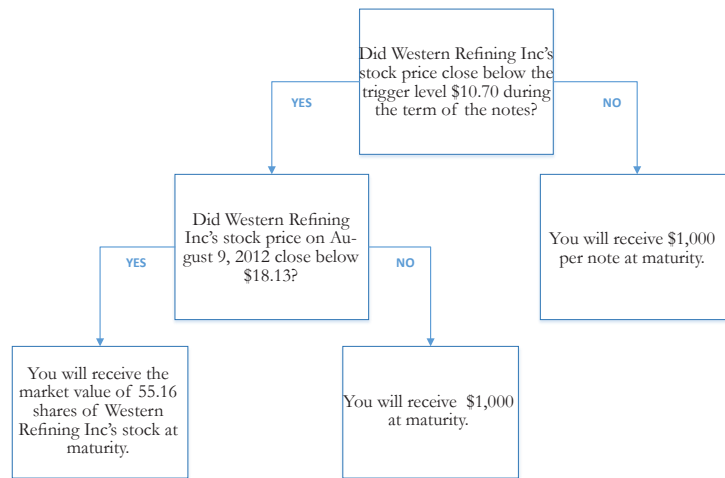 Did Western Refining Inc's
stock price close below the
trigger level $10.70 during
the term of the notes?
YES
NO
Did Western Refining
Inc's stock price on Au-
gust 9, 2012 close below
$18.13?
You will receive $1,000
per note at maturity.
YES
NO
You will receive the
market value of 55.16
shares of Western
Refining Inc's stock at
maturity.
You will receive $1,000
at maturity.